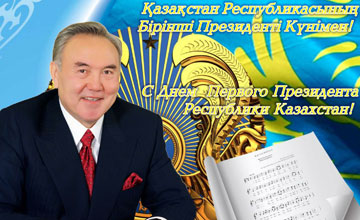 Қазақстан Республикасының
Бірінші Президенті Күнімен!
С Днем Первого Президента
Республики Казахстан!